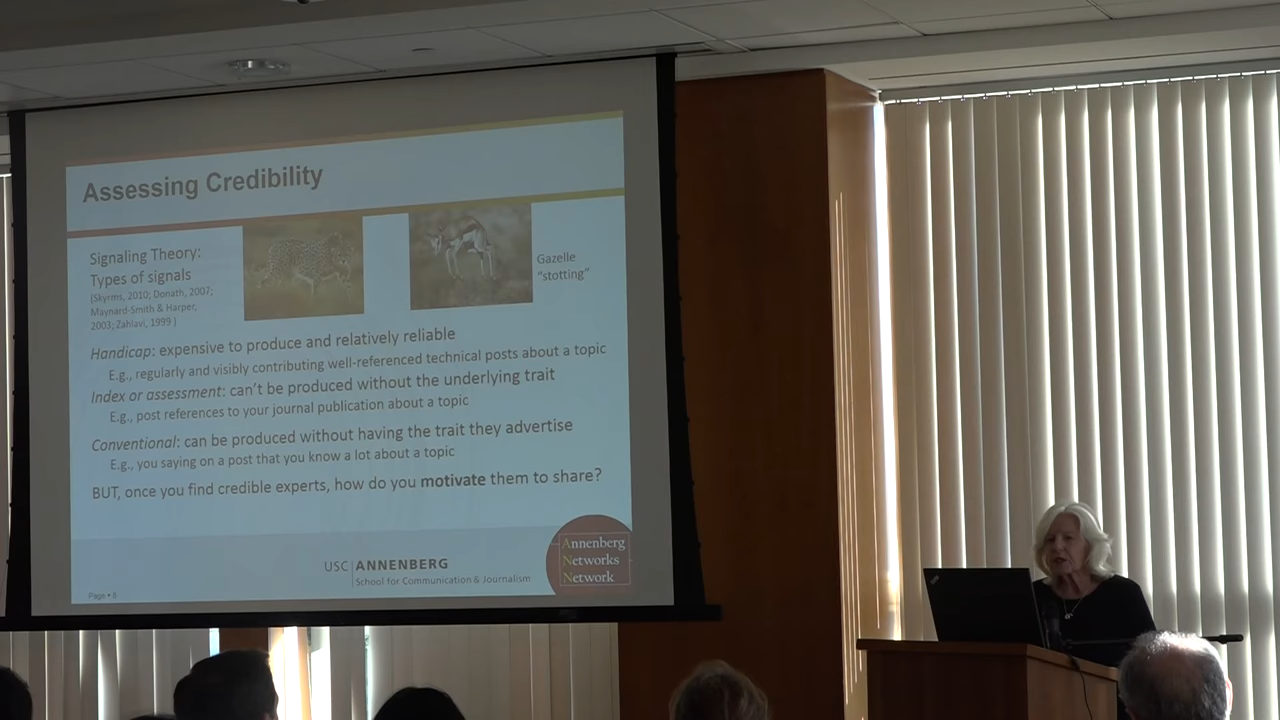 Assessing Credibility
Signaling Theory:
Types of signals
(Skyrms, 2010; Donath, 2007;
Maynard-Smith & Harper,
2003; Zahlavi, 1999 )
Gazelle
“stotting”
Handicap: expensive to produce and relatively reliable
E.g., regularly and visibly contributing well-referenced technical posts about a topic
Index or assessment: can’t be produced without the underlying trait
E.g., post references to your journal publication about a topic
Conventional: can be produced without having the trait they advertise
E.g., you saying on a post that you know a lot about a topic
BUT, once you find credible experts, how do you motivate them to share?
USC ANNENBERG
School for Communication & Journalism
Annenberg
Networks
Network
Page